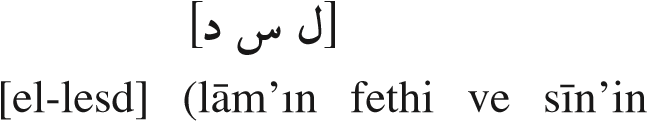 [ل س د]
[el-lesd] (lām’ın fethi ve sīn’in